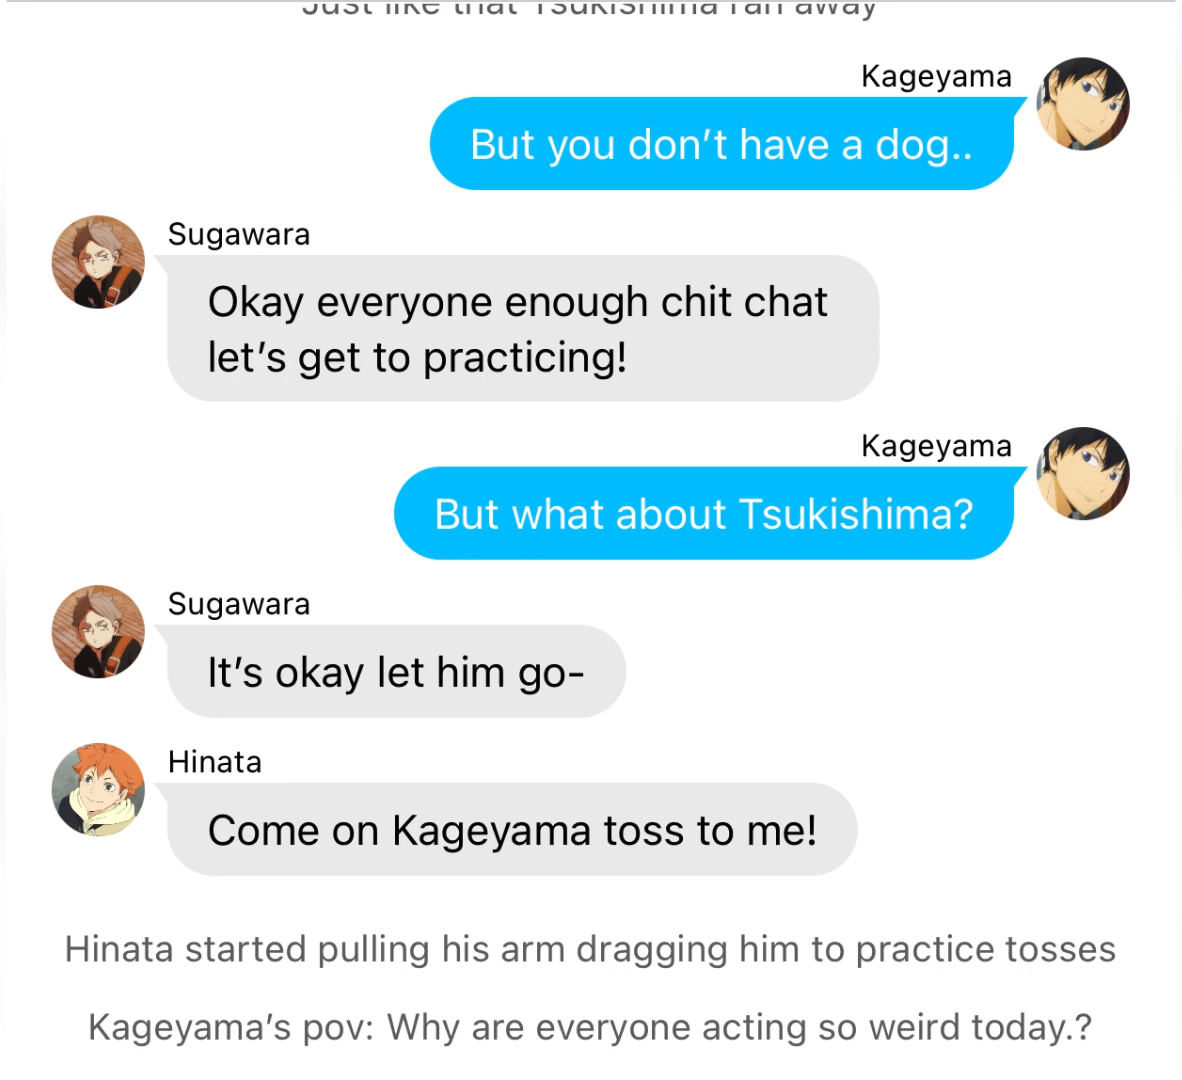 Just like that Tsukishima ran away
Kageyama
But you don’t have a dog..
Sugawara
Okay everyone enough chit chat
let’s get to practicing!
Kageyama
But what about Tsukishima?
Sugawara
It’s okay let him go-
Hinata
Come on Kageyama toss to me!
Hinata started pulling his arm dragging him to practice tosses
Kageyama’s pov: Why are everyone acting so weird today.?